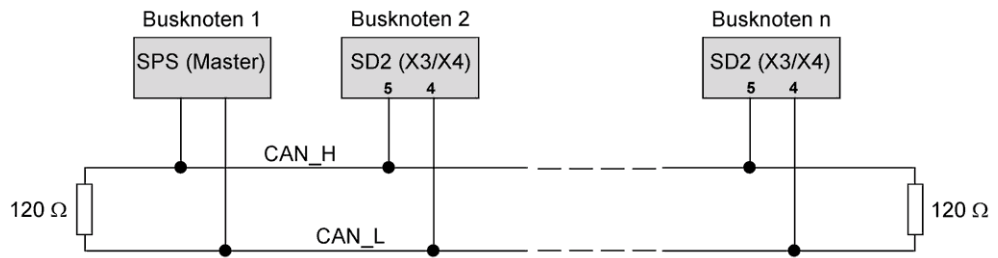 Busknoten 1
Busknoten 2
Busknoten n
SPS (Master)
SD2 (X3/X4)
5 4
SD2 (X3/X4)
5 4
CAN_H
120 Ω
120 Ω
CAN_L